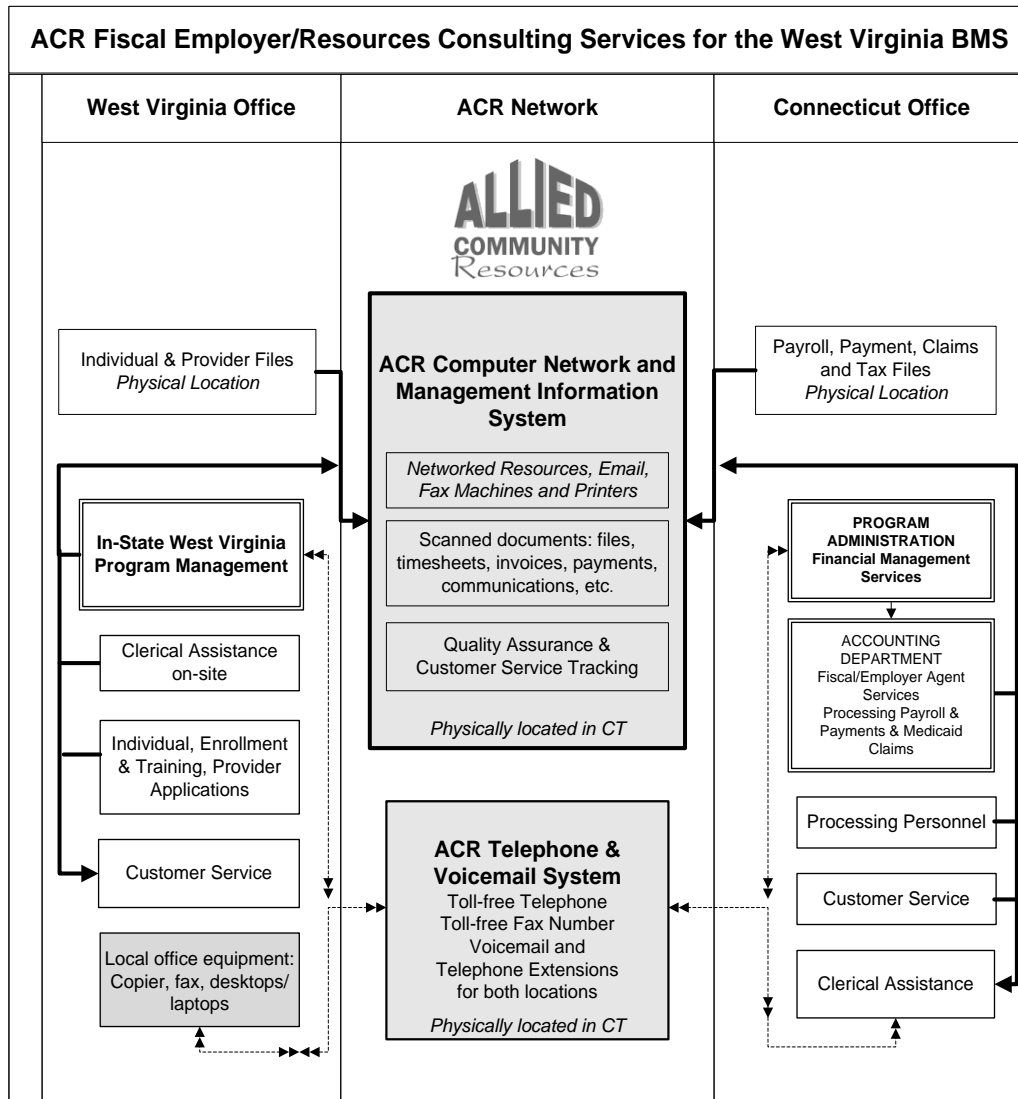 ACR Fiscal Employer/Resources Consulting Services for the West Virginia BMS
West Virginia Office
ACR Network
Connecticut Office
ALLIED
COMMUNITY
Resources
Individual & Provider Files
Physical Location
ACR Computer Network and
Management Information
System
Networked Resources, Email,
Fax Machines and Printers
Scanned documents: files,
timesheets, invoices, payments,
communications, etc.
Quality Assurance &
Customer Service Tracking
Physically located in CT
Payroll, Payment, Claims
and Tax Files
Physical Location
In-State West Virginia
Program Management
Clerical Assistance
on-site
Individual, Enrollment
& Training, Provider
Applications
Customer Service
Local office equipment:
Copier, fax, desktops/
laptops
ACR Telephone &
Voicemail System
Toll-free Telephone
Toll-free Fax Number
Voicemail and
Telephone Extensions
for both locations
Physically located in CT
PROGRAM
ADMINISTRATION
Financial Management
Services
ACCOUNTING
DEPARTMENT
Fiscal/Employer Agent
Services
Processing Payroll &
Payments & Medicaid
Claims
Processing Personnel
Customer Service
Clerical Assistance